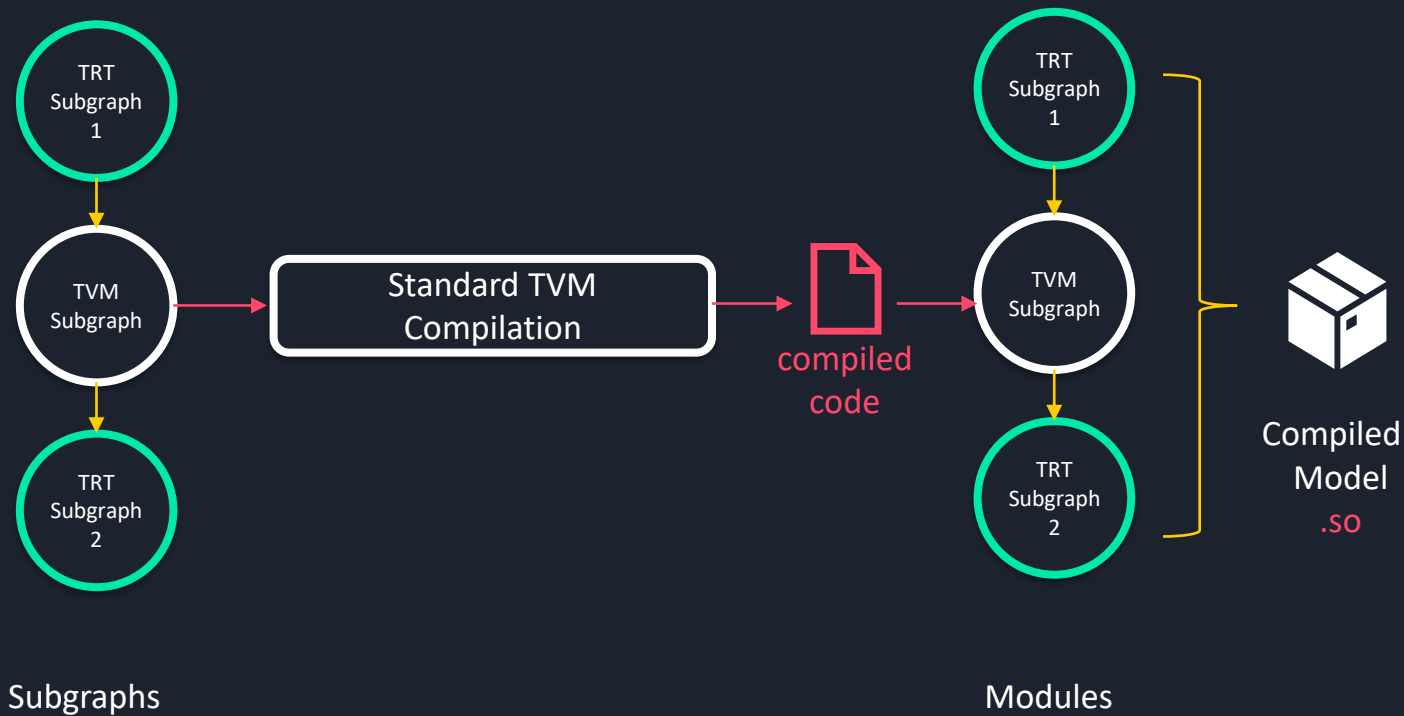 TRT
Subgraph
1
TVM
Subgraph
TRT
Subgraph
2
Subgraphs
Standard TVM
Compilation
compiled
code
TRT
Subgraph
1
TVM
Subgraph
TRT
Subgraph
2
Modules
Compiled
Model
.so